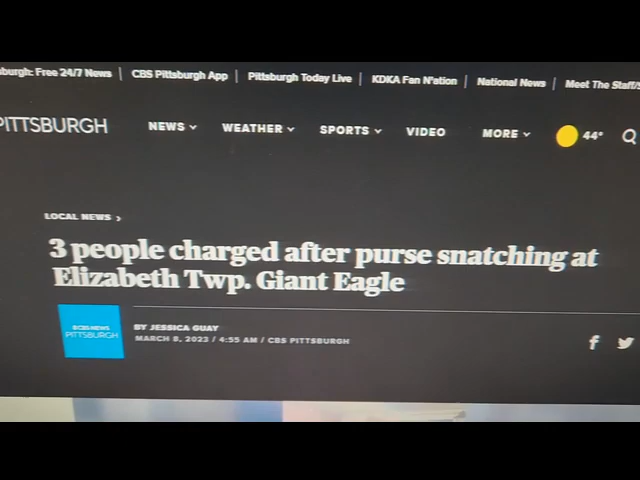 burgh: Free 24/7 News | CBS Pittsburgh App | Pittsburgh Today Live | KDKA Fan N'ation | National News | Meet The Staff/S
PITTSBURGH NEWS WEATHER SPORTS VIDEO MORE 44°
LOCAL NEWS >
3 people charged after purse snatching at
Elizabeth Twp. Giant Eagle
CBS NEWS
PITTSBURGH
BY JESSICA GUAY
MARCH 8, 2023 / 4:55 AM / CBS PITTSBURGH